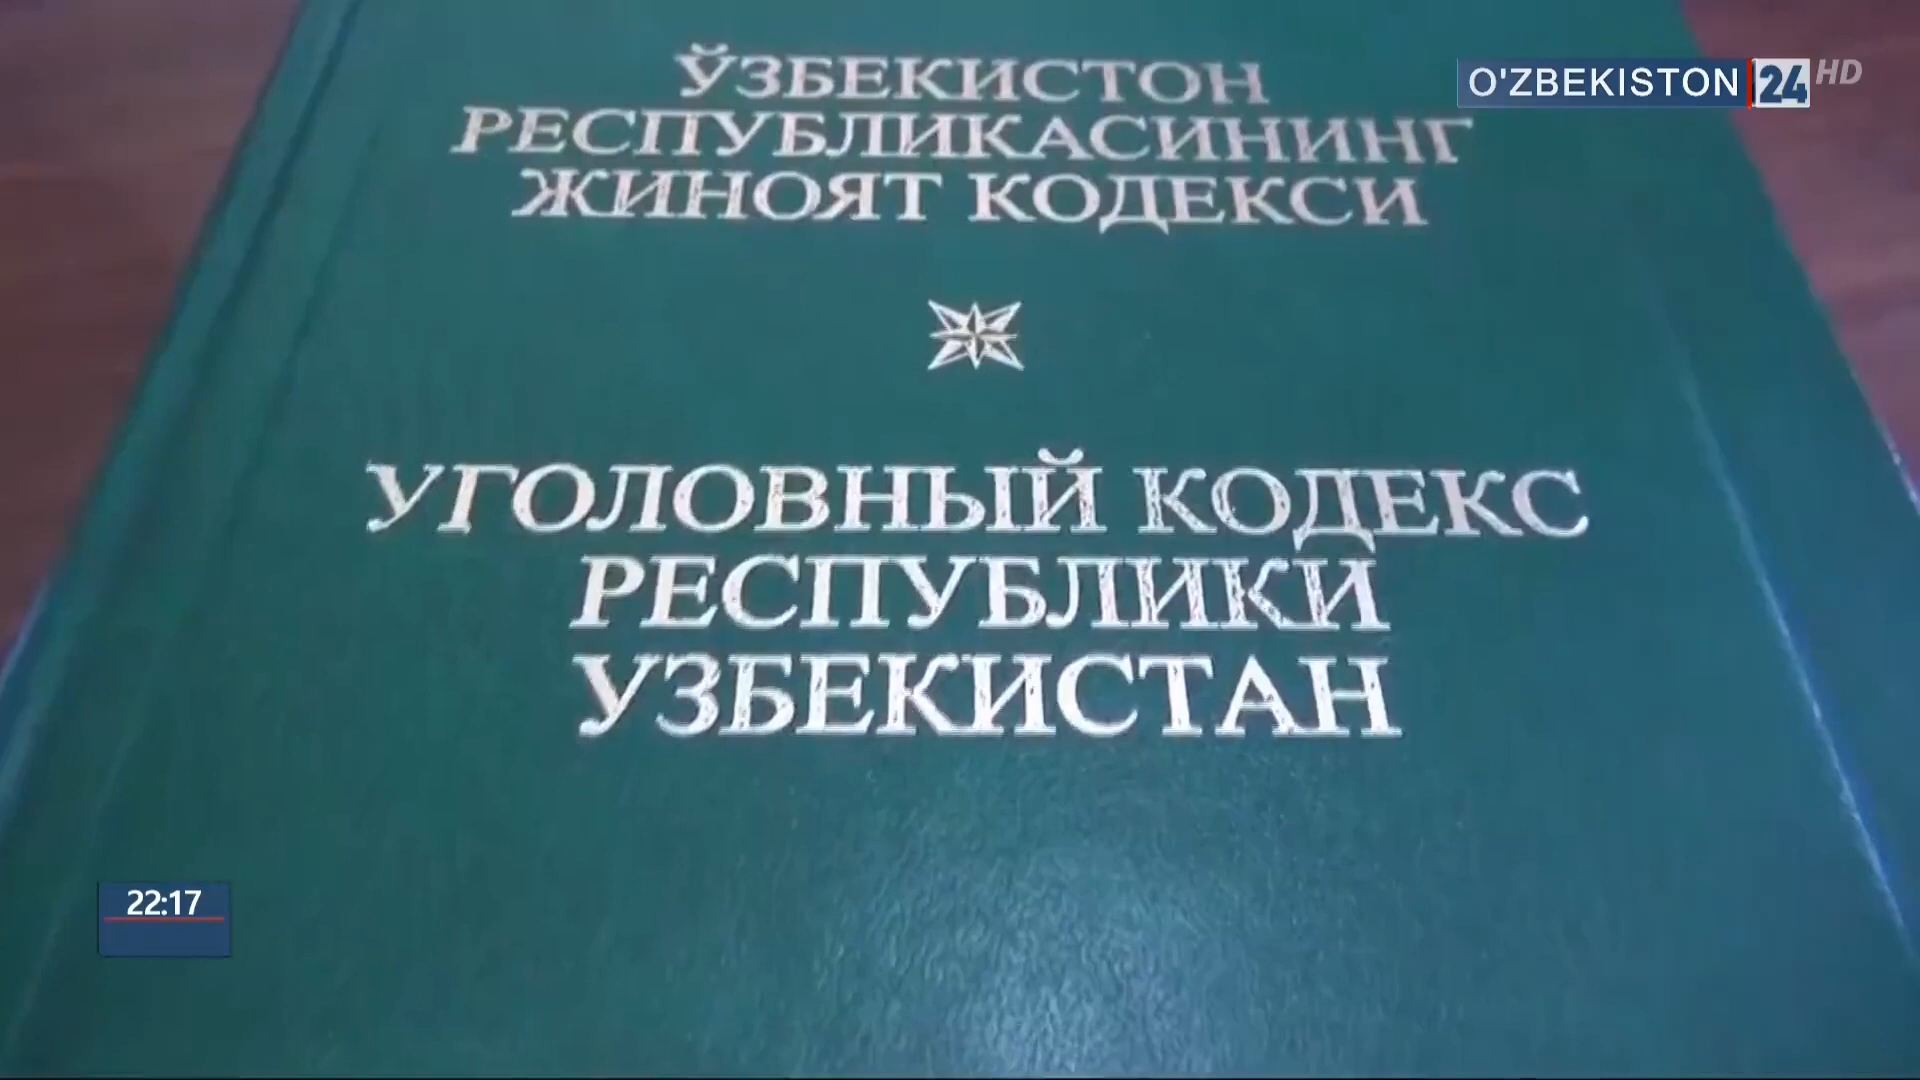 O'ZBEKISTON 24 HD
ЎЗБЕКИСТОН
РЕСПУБЛИКАСИНИНГ
ЖИНОЯТ КОДЕКСИ
УГОЛОВНЫЙ КОДЕКС
РЕСПУБЛИКИ
УЗБЕКИСТАН
22:17